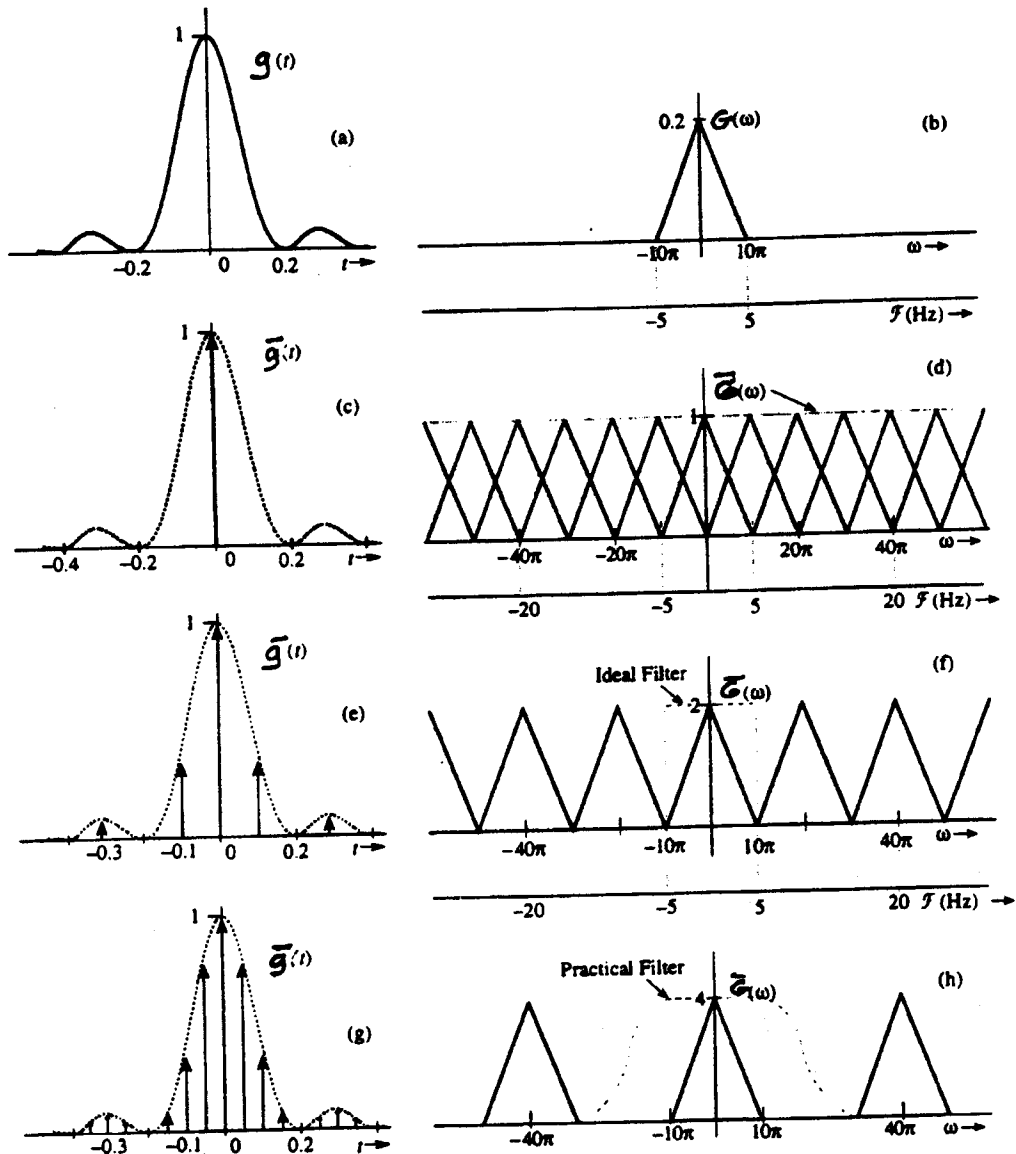 1
g(t)
(a)
−0.2 0 0.2 t→
0.2 G(ω)
(b)
−10π 10π ω→
−5 5 ℱ(Hz)→
1
ḡ(t)
(c)
−0.4 −0.2 0 0.2 t→
(d)
Ḡ(ω)
1
−40π −20π 20π 40π ω→
−20 −5 5 20 ℱ(Hz)→
1
ḡ(t)
(e)
−0.3 −0.1 0 0.2 t→
(f)
Ideal Filter
Ḡ(ω)
2
−40π −10π 10π 40π ω→
−20 −5 5 20 ℱ(Hz)→
1
ḡ(t)
(g)
−0.3 −0.1 0 0.2 t→
Practical Filter
(h)
4 Ḡ(ω)
−40π −10π 10π 40π ω→